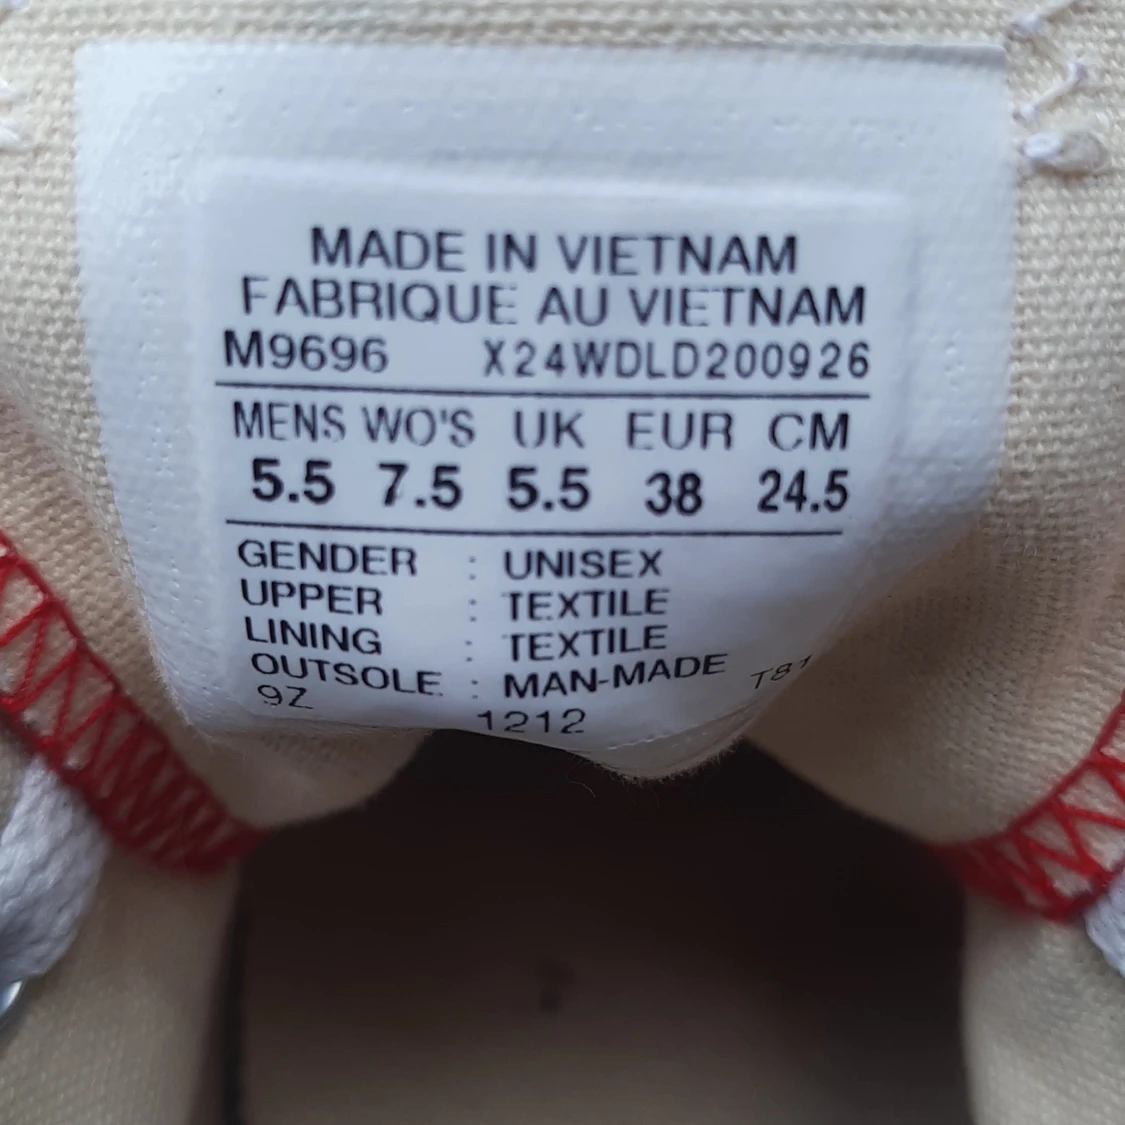 MADE IN VIETNAM
FABRIQUE AU VIETNAM
M9696 X24WDLD200926
MENS WO'S UK EUR CM
5.5 7.5 5.5 38 24.5
GENDER : UNISEX
UPPER : TEXTILE
LINING : TEXTILE
OUTSOLE : MAN-MADE
9Z 1212